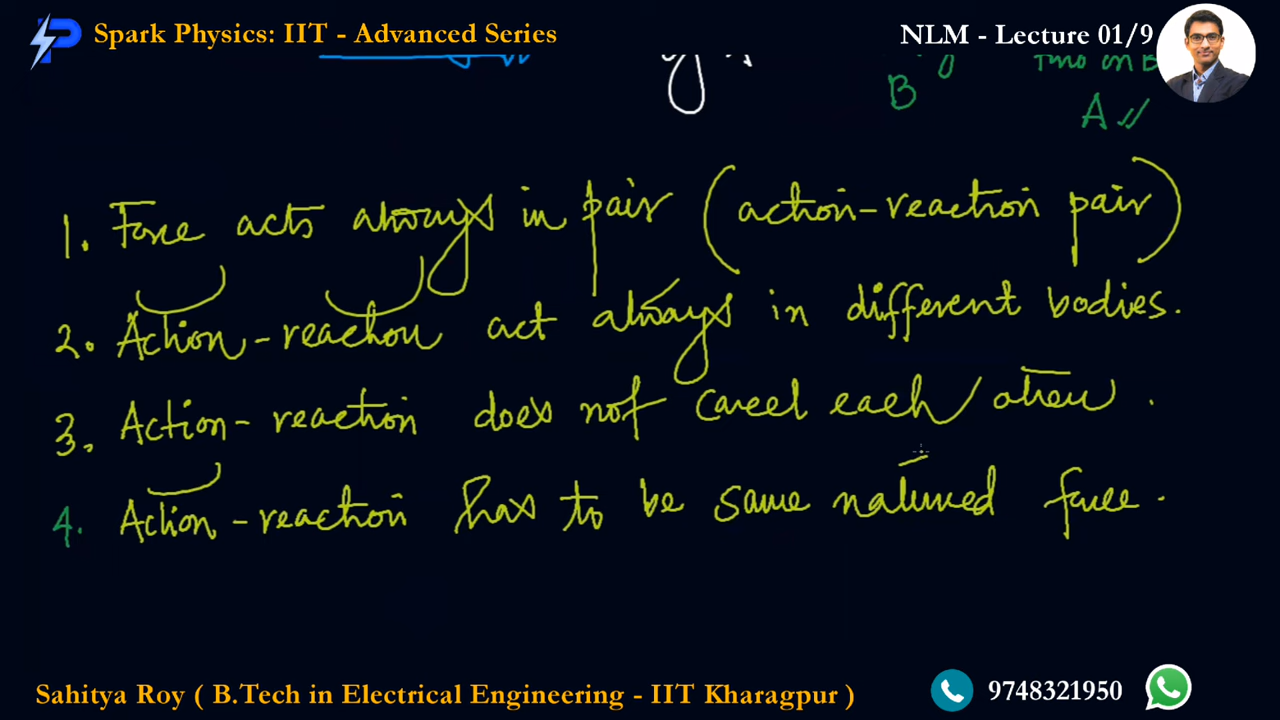 Spark Physics: IIT - Advanced Series
NLM - Lecture 01/9
B
A
1. Force acts always in pair (action-reaction pair)
2. Action-reaction act always in different bodies.
3. Action-reaction does not cancel each other.
4. Action-reaction has to be same natured force.
Sahitya Roy ( B.Tech in Electrical Engineering - IIT Kharagpur )
9748321950